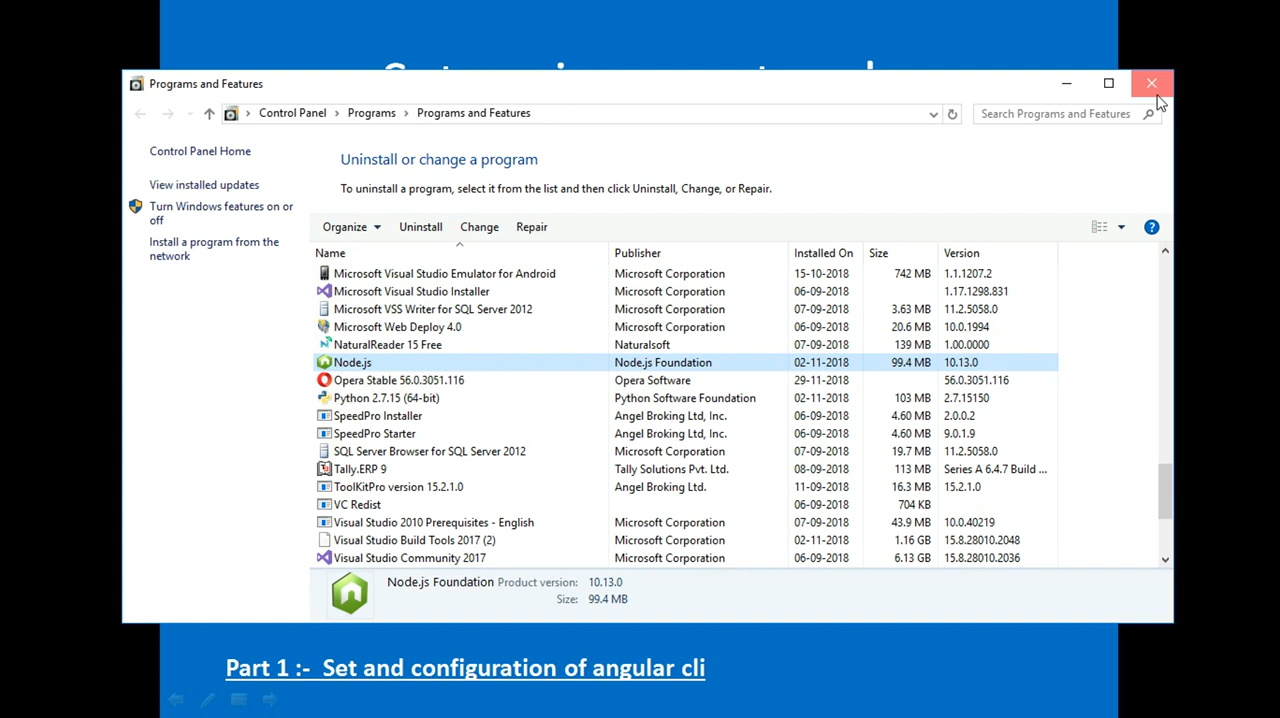 Programs and Features
Control Panel > Programs > Programs and Features
Search Programs and Features
Control Panel Home
View installed updates
Turn Windows features on or
off
Install a program from the
network
Uninstall or change a program
To uninstall a program, select it from the list and then click Uninstall, Change, or Repair.
Organize Uninstall Change Repair
Name Publisher Installed On Size Version
Microsoft Visual Studio Emulator for Android Microsoft Corporation 15-10-2018 742 MB 1.1.1207.2
Microsoft Visual Studio Installer Microsoft Corporation 06-09-2018 1.17.1298.831
Microsoft VSS Writer for SQL Server 2012 Microsoft Corporation 07-09-2018 3.63 MB 11.2.5058.0
Microsoft Web Deploy 4.0 Microsoft Corporation 06-09-2018 20.6 MB 10.0.1994
NaturalReader 15 Free Naturalsoft 07-09-2018 139 MB 1.00.0000
Node.js Node.js Foundation 02-11-2018 99.4 MB 10.13.0
Opera Stable 56.0.3051.116 Opera Software 29-11-2018 56.0.3051.116
Python 2.7.15 (64-bit) Python Software Foundation 02-11-2018 103 MB 2.7.15150
SpeedPro Installer Angel Broking Ltd, Inc. 06-09-2018 4.60 MB 2.0.0.2
SpeedPro Starter Angel Broking Ltd, Inc. 06-09-2018 4.60 MB 9.0.1.9
SQL Server Browser for SQL Server 2012 Microsoft Corporation 07-09-2018 19.7 MB 11.2.5058.0
Tally.ERP 9 Tally Solutions Pvt. Ltd. 08-09-2018 113 MB Series A 6.4.7 Build ...
ToolKitPro version 15.2.1.0 Angel Broking Ltd. 11-09-2018 16.3 MB 15.2.1.0
VC Redist 06-09-2018 704 KB
Visual Studio 2010 Prerequisites - English Microsoft Corporation 07-09-2018 43.9 MB 10.0.40219
Visual Studio Build Tools 2017 (2) Microsoft Corporation 02-11-2018 1.16 GB 15.8.28010.2048
Visual Studio Community 2017 Microsoft Corporation 06-09-2018 6.13 GB 15.8.28010.2036
Node.js Foundation Product version: 10.13.0
Size: 99.4 MB
Part 1 :- Set and configuration of angular cli